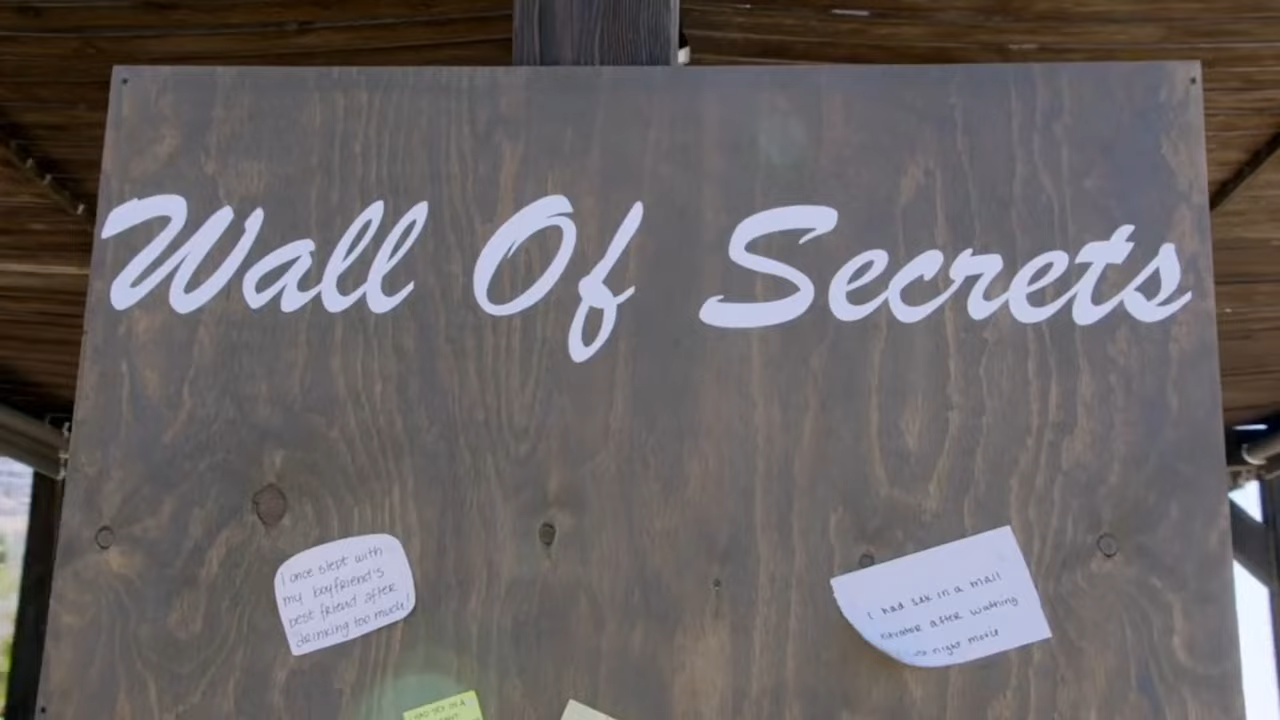 Wall Of Secrets
I once slept with
my boyfriend's
best friend after
drinking too much!
I had sex in a mall
elevator after watching
night movie